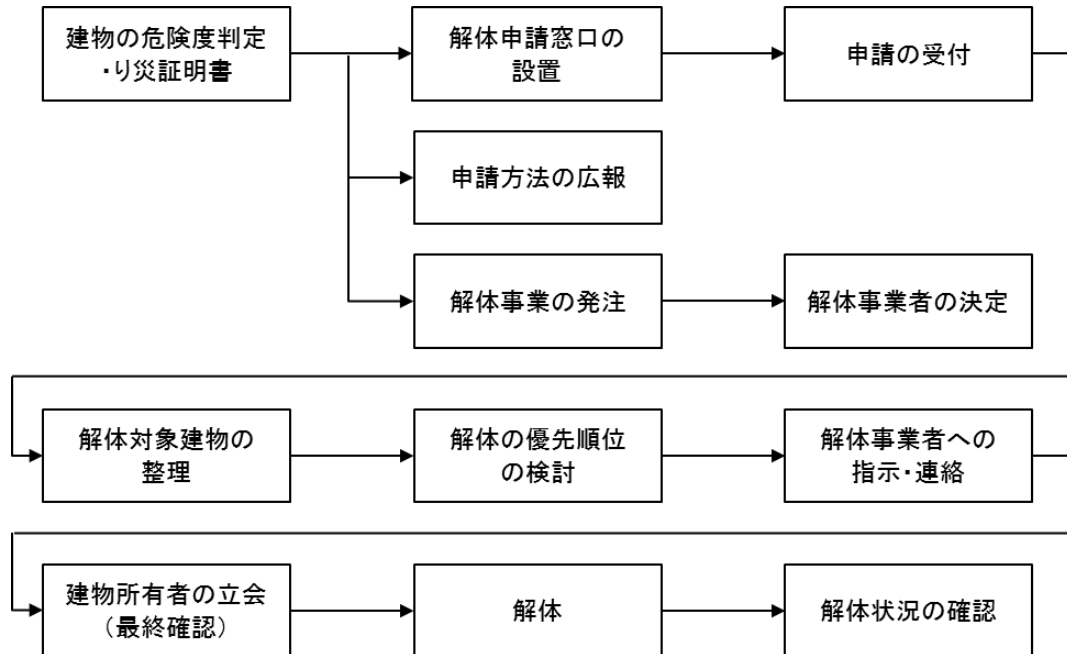 建物の危険度判定
・り災証明書
解体申請窓口の
設置
申請の受付
申請方法の広報
解体事業の発注
解体事業者の決定
解体対象建物の
整理
解体の優先順位
の検討
解体事業者への
指示・連絡
建物所有者の立会
（最終確認）
解体
解体状況の確認